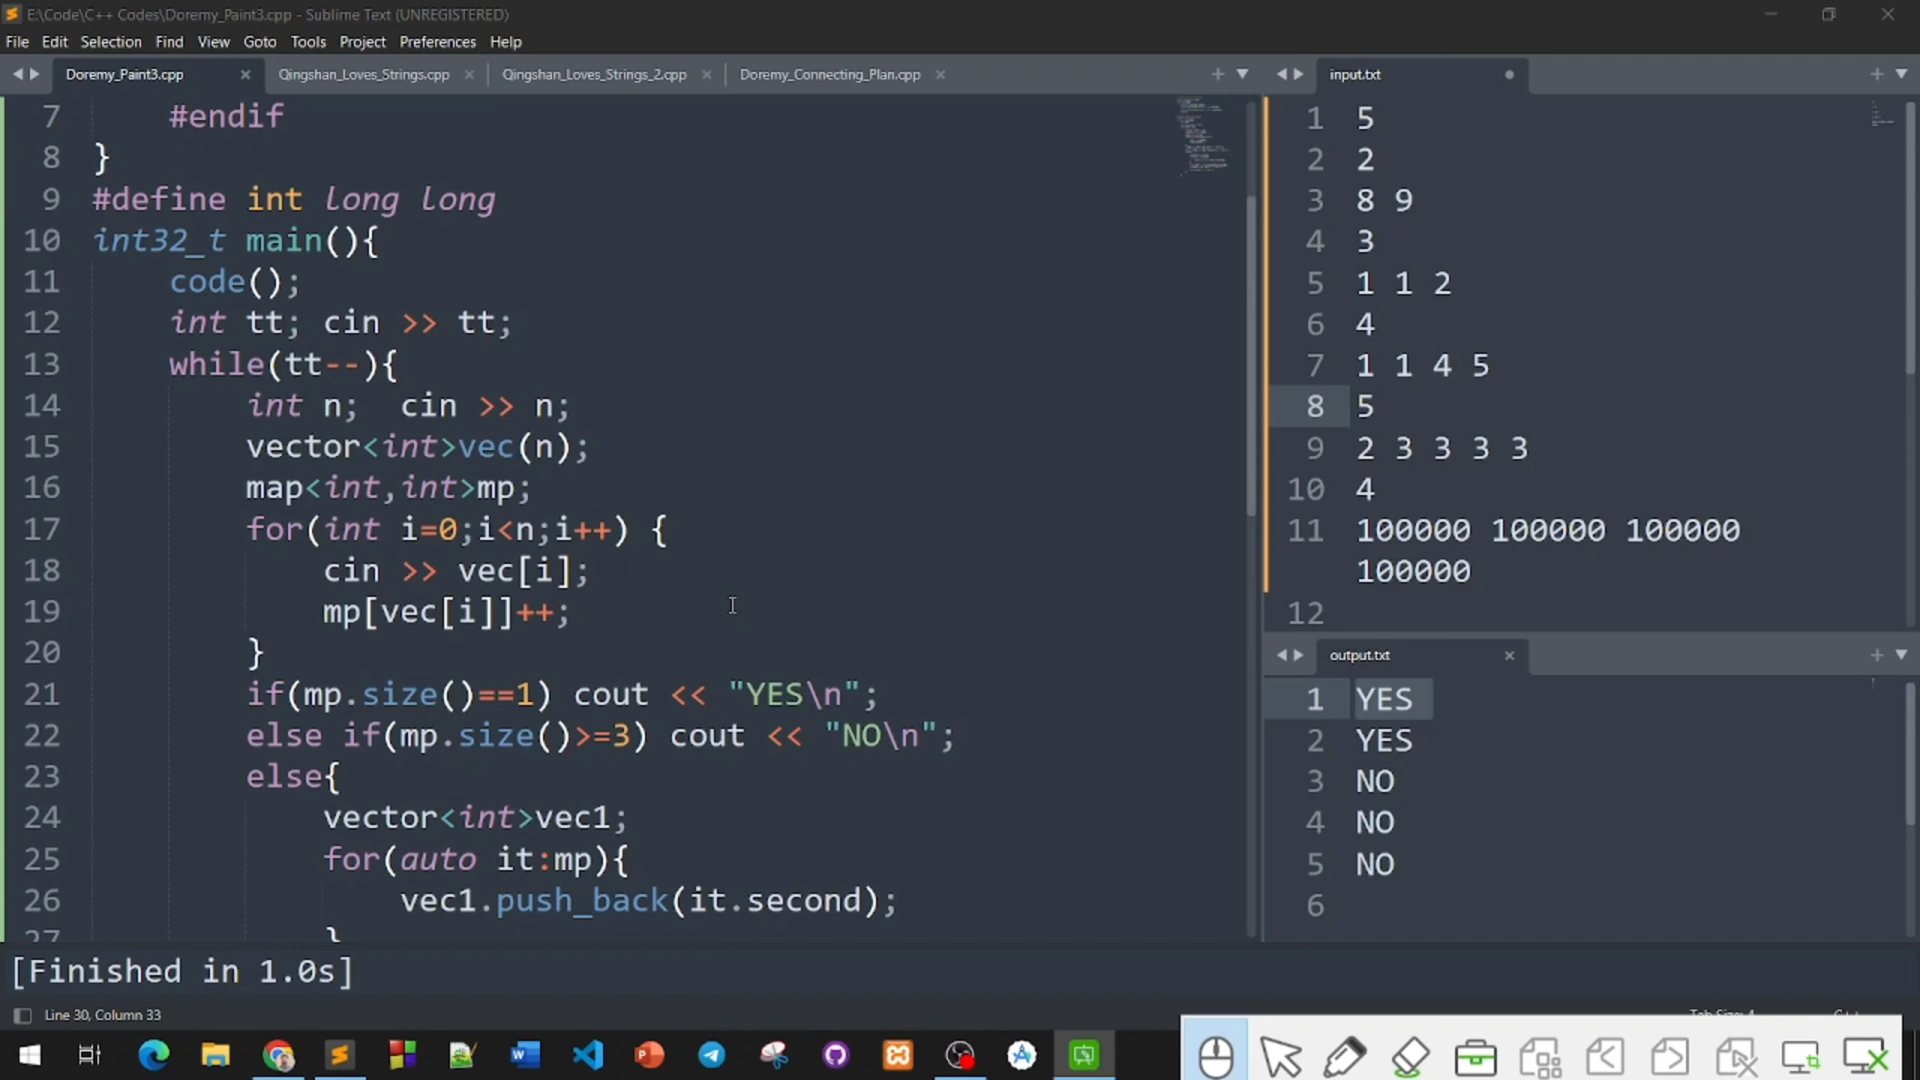 E:\Code\C++ Codes\Doremy_Paint3.cpp - Sublime Text (UNREGISTERED)
File Edit Selection Find View Goto Tools Project Preferences Help
Doremy_Paint3.cpp Qingshan_Loves_Strings.cpp Qingshan_Loves_Strings_2.cpp Doremy_Connecting_Plan.cpp
7 #endif
8 }
9 #define int long long
10 int32_t main(){
11 code();
12 int tt; cin >> tt;
13 while(tt--){
14 int n; cin >> n;
15 vector<int>vec(n);
16 map<int,int>mp;
17 for(int i=0;i<n;i++) {
18 cin >> vec[i];
19 mp[vec[i]]++;
20 }
21 if(mp.size()==1) cout << "YES\n";
22 else if(mp.size()>=3) cout << "NO\n";
23 else{
24 vector<int>vec1;
25 for(auto it:mp){
26 vec1.push_back(it.second);
27 }
input.txt
1 5
2 2
3 8 9
4 3
5 1 1 2
6 4
7 1 1 4 5
8 5
9 2 3 3 3 3
10 4
11 100000 100000 100000
100000
12
output.txt
1 YES
2 YES
3 NO
4 NO
5 NO
6
[Finished in 1.0s]
Line 30, Column 33